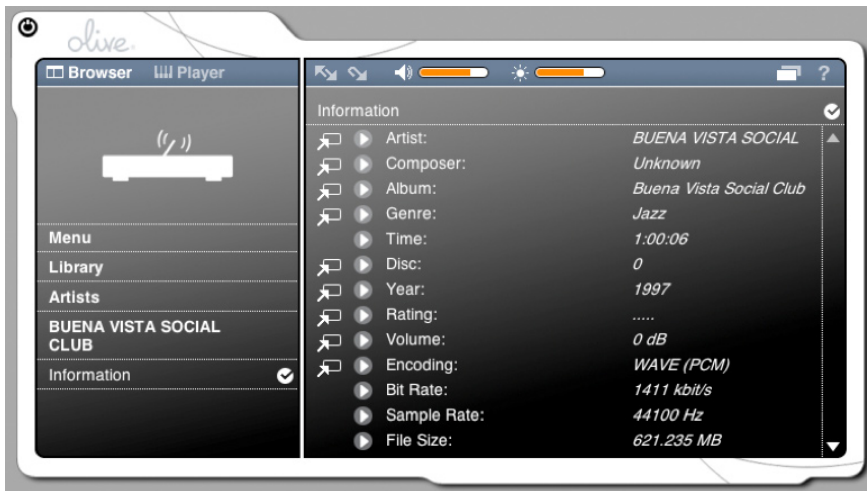 olive.
Browser Player
Menu
Library
Artists
BUENA VISTA SOCIAL
CLUB
Information
?
Information
Artist: BUENA VISTA SOCIAL
Composer: Unknown
Album: Buena Vista Social Club
Genre: Jazz
Time: 1:00:06
Disc: 0
Year: 1997
Rating: .....
Volume: 0 dB
Encoding: WAVE (PCM)
Bit Rate: 1411 kbit/s
Sample Rate: 44100 Hz
File Size: 621.235 MB